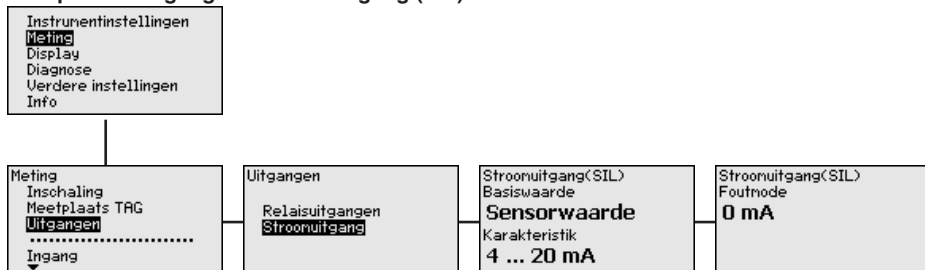 Instrumentinstellingen
Meting
Display
Diagnose
Verdere instellingen
Info
Meting
Inschaling
Meetplaats TAG
Uitgangen
Ingang
Uitgangen
Relaisuitgangen
Stroomuitgang
Stroomuitgang(SIL)
Basiswaarde
Sensorwaarde
Karakteristik
4 ... 20 mA
Stroomuitgang(SIL)
Foutmode
0 mA